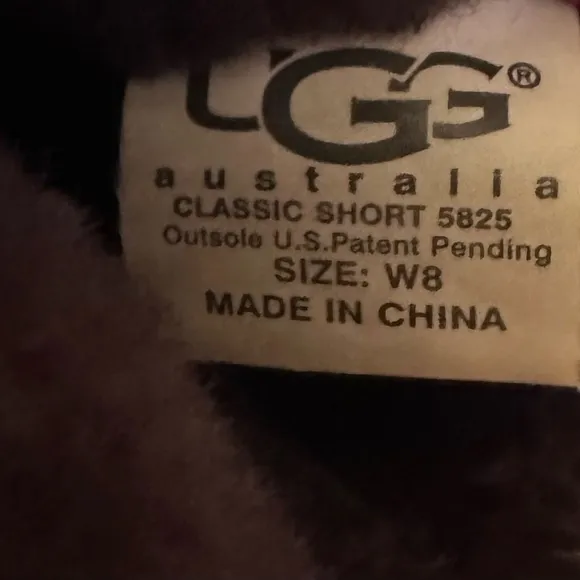 UGG®
australia
CLASSIC SHORT 5825
Outsole U.S.Patent Pending
SIZE: W8
MADE IN CHINA